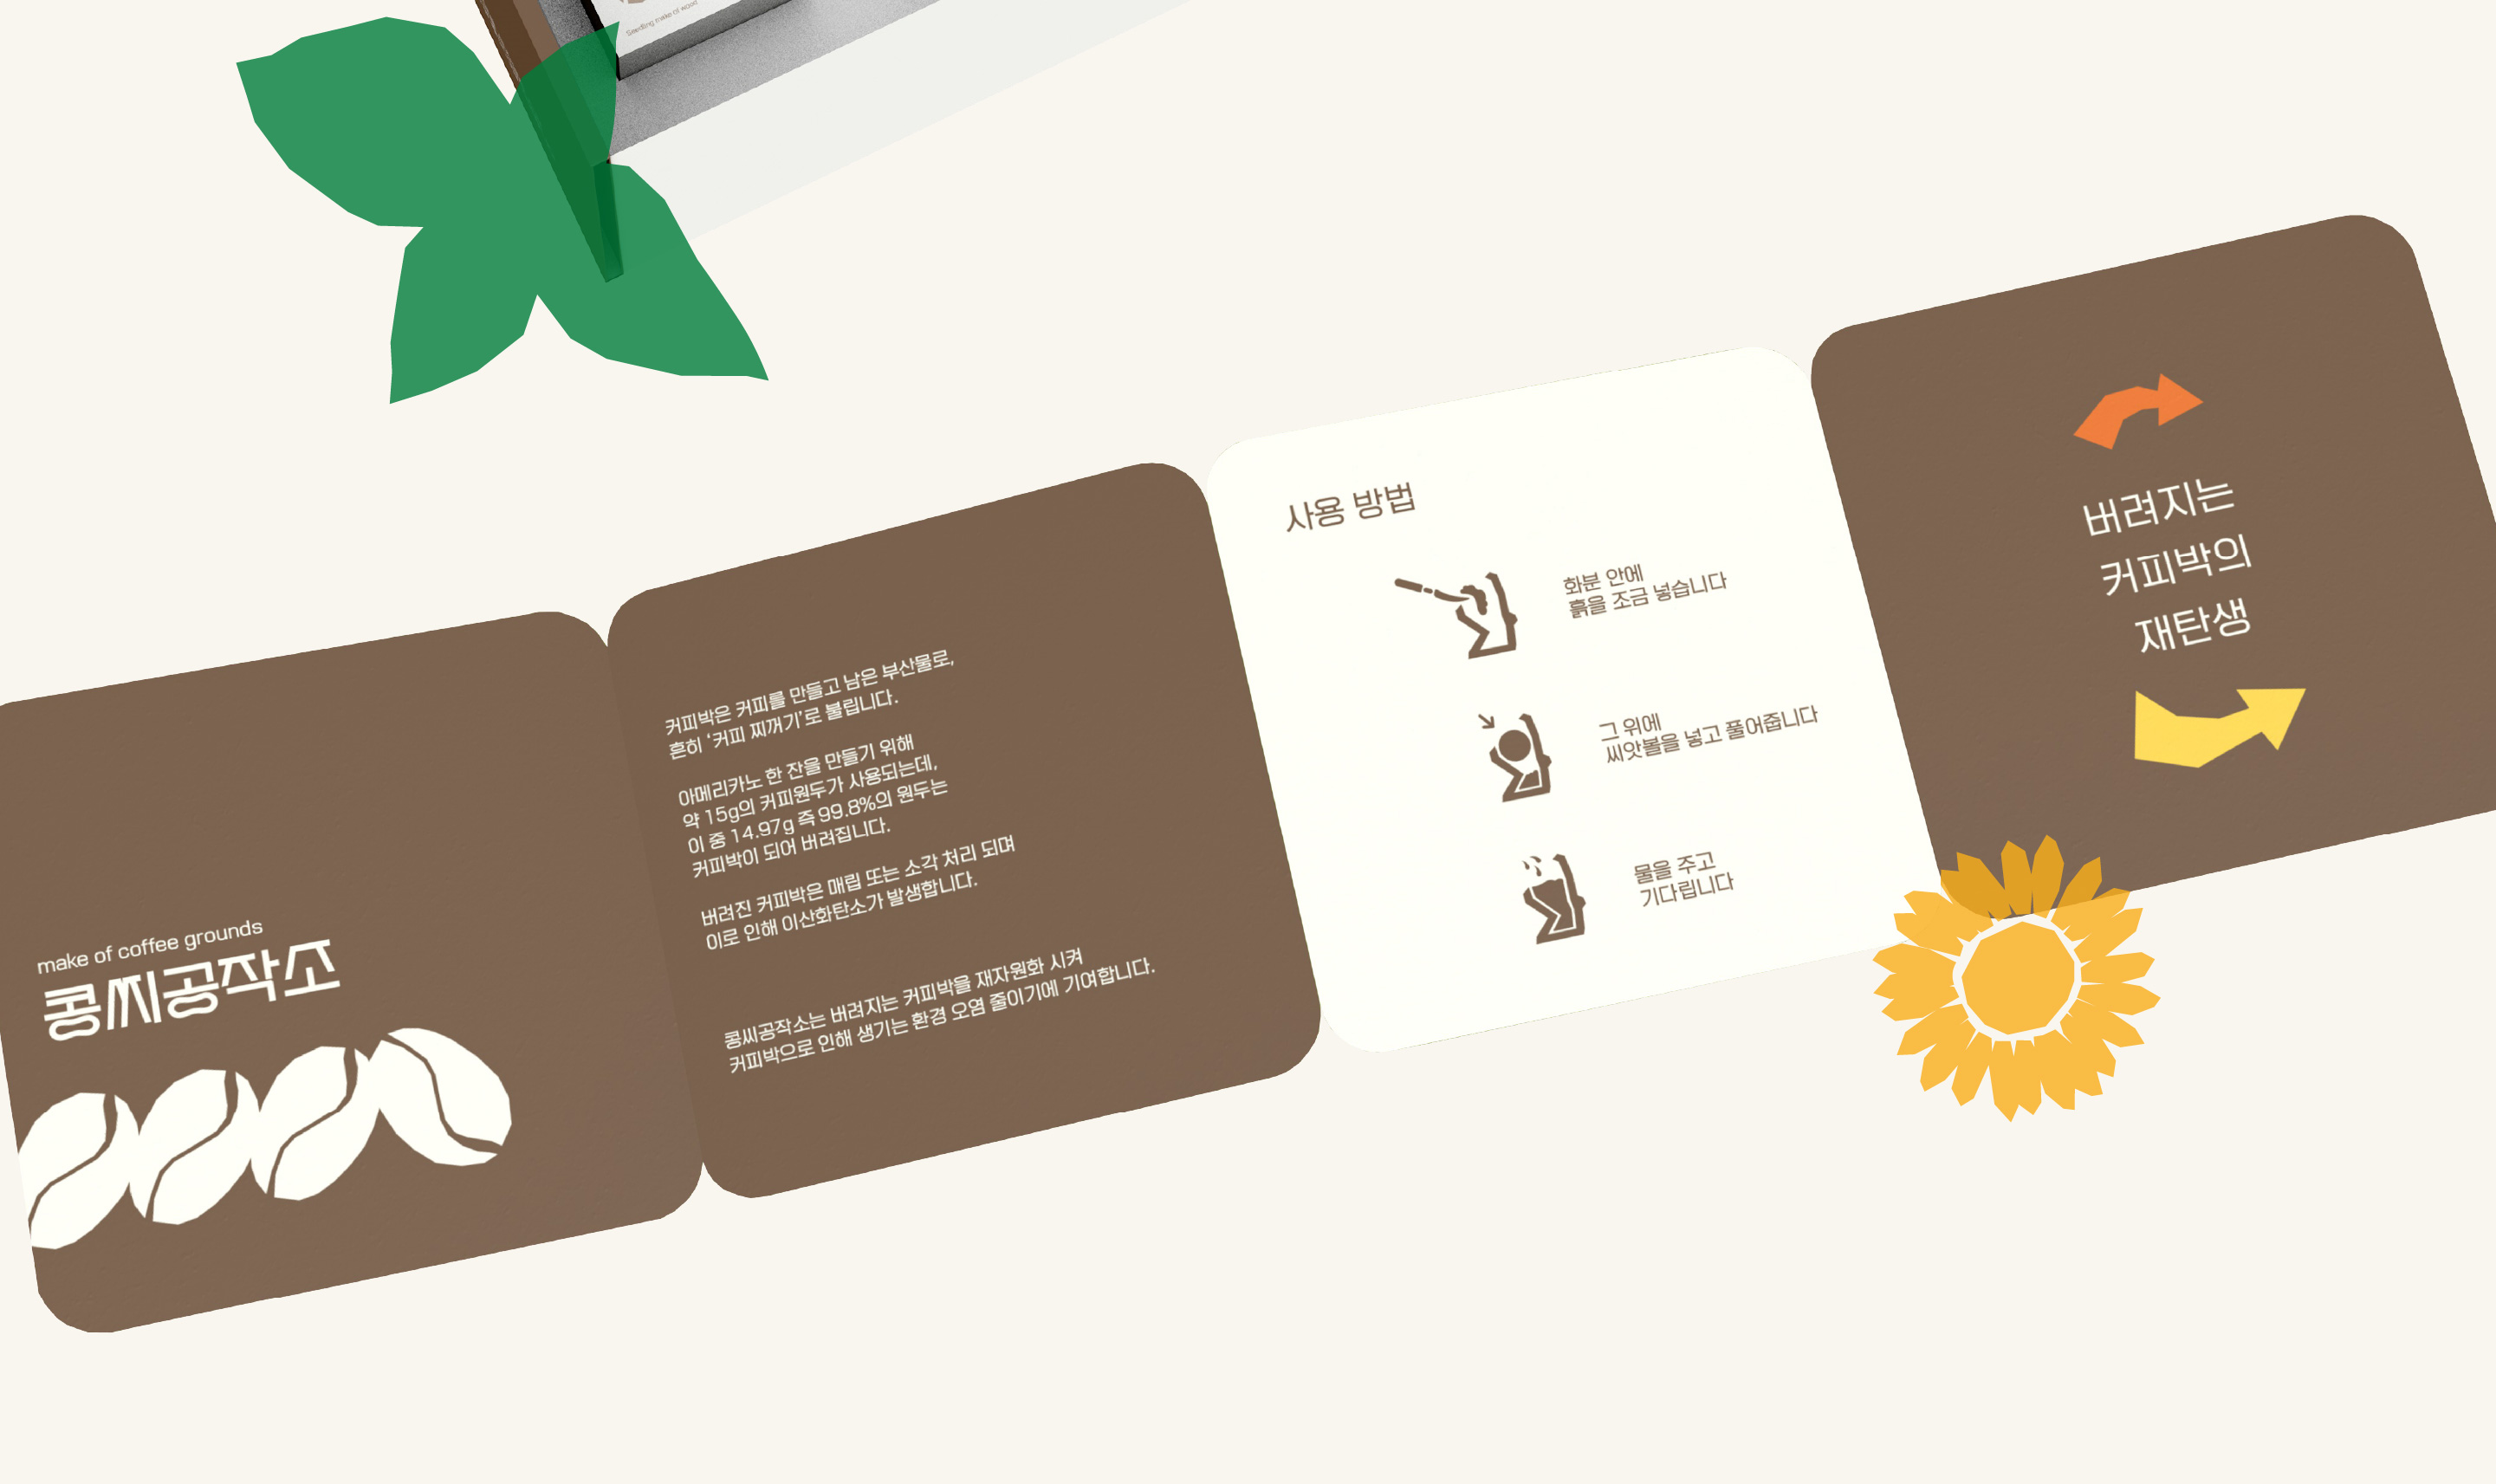 Seedling make of wood
make of coffee grounds
콩씨공작소
커피박은 커피를 만들고 남은 부산물로,
흔히 ‘커피 찌꺼기’로 불립니다.
아메리카노 한 잔을 만들기 위해
약 15g의 커피원두가 사용되는데,
이 중 14.97g 즉 99.8%의 원두는
커피박이 되어 버려집니다.
버려진 커피박은 매립 또는 소각 처리 되며
이로 인해 이산화탄소가 발생합니다.
콩씨공작소는 버려지는 커피박을 재자원화 시켜
커피박으로 인해 생기는 환경 오염 줄이기에 기여합니다.
사용 방법
화분 안에
흙을 조금 넣습니다
그 위에
씨앗볼을 넣고 풀어줍니다
물을 주고
기다립니다
버려지는
커피박의
재탄생